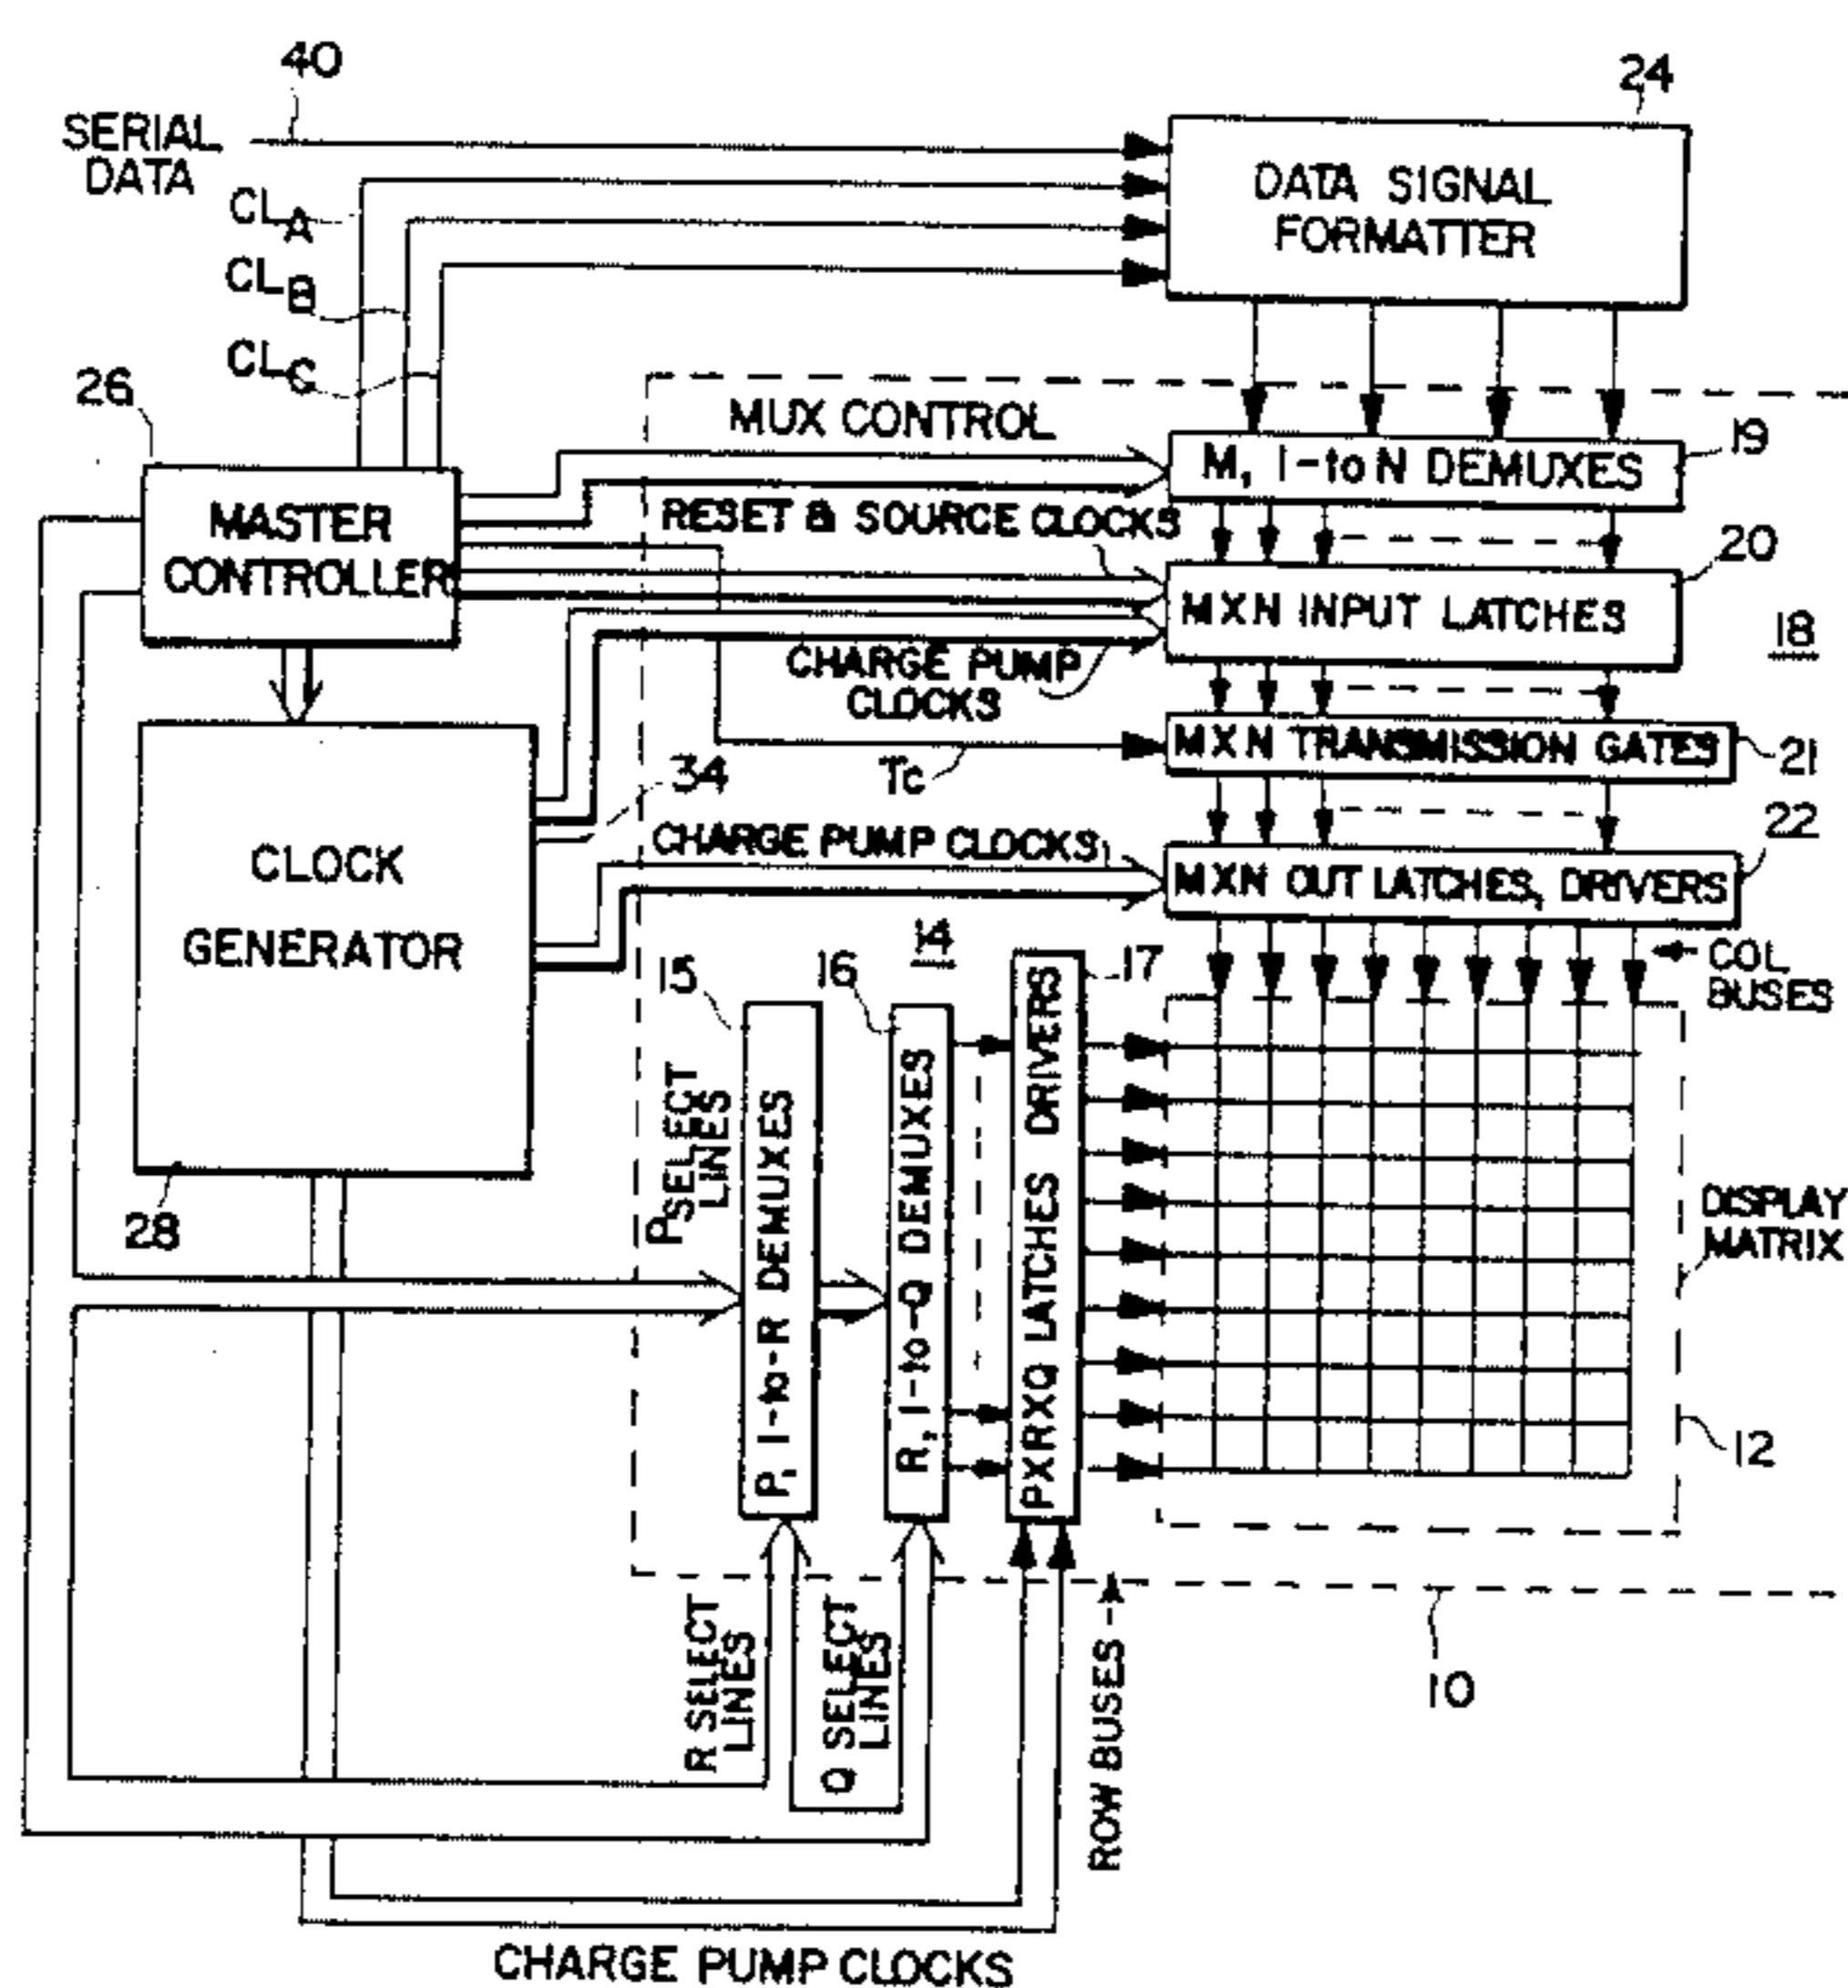 40
24
SERIAL
DATA
DATA SIGNAL
FORMATTER
CLA
CLB
CLC
26
MUX CONTROL
M, 1-to N DEMUXES
19
MASTER
CONTROLLER
RESET & SOURCE CLOCKS
20
MXN INPUT LATCHES
18
CHARGE PUMP
CLOCKS
MXN TRANSMISSION GATES
21
Tc
34
22
CLOCK
GENERATOR
CHARGE PUMP CLOCKS
MXN OUT LATCHES, DRIVERS
15
16
14
17
COL
BUSES
P SELECT
LINES
P, 1-to-R DEMUXES
R, 1-to-Q DEMUXES
PXRXQ LATCHES DRIVERS
28
DISPLAY
MATRIX
12
R SELECT
LINES
Q SELECT
LINES
ROW BUSES
10
CHARGE PUMP CLOCKS